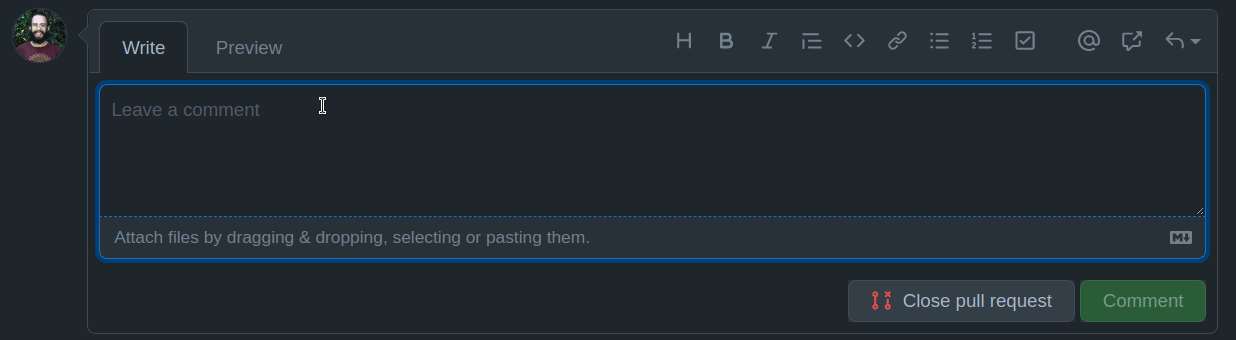 Write Preview
Leave a comment
Attach files by dragging & dropping, selecting or pasting them.
Close pull request Comment